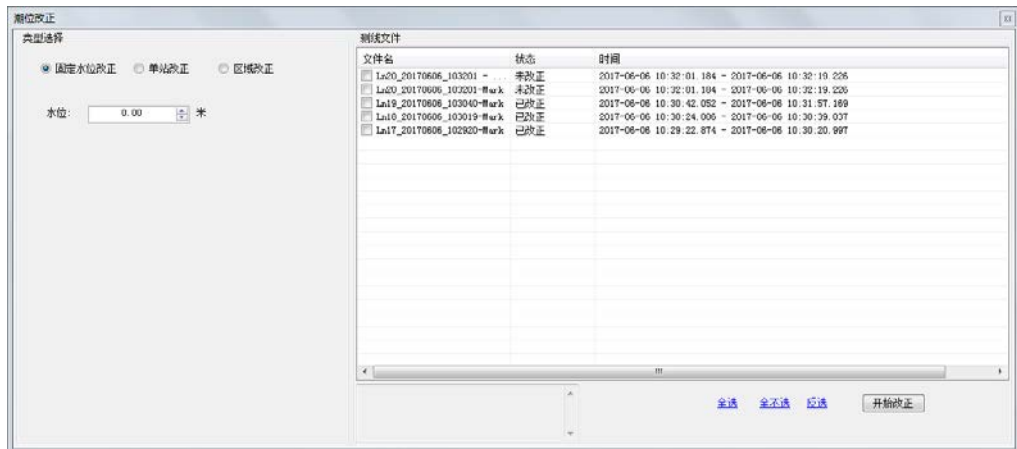 潮位改正
类型选择
固定水位改正 单站改正 区域改正
水位: 0.00 米
测线文件
文件名 状态 时间
Ln20_20170606_103201 - ... 未改正 2017-06-06 10:32:01.184 - 2017-06-06 10:32:19.226
Ln20_20170606_103201-Mark 未改正 2017-06-06 10:32:01.184 - 2017-06-06 10:32:19.226
Ln19_20170606_103040-Mark 已改正 2017-06-06 10:30:42.052 - 2017-06-06 10:31:57.169
Ln18_20170606_103019-Mark 已改正 2017-06-06 10:30:24.006 - 2017-06-06 10:30:39.037
Ln17_20170606_102920-Mark 已改正 2017-06-06 10:29:22.874 - 2017-06-06 10:30:20.997
全选 全不选 反选 开始改正